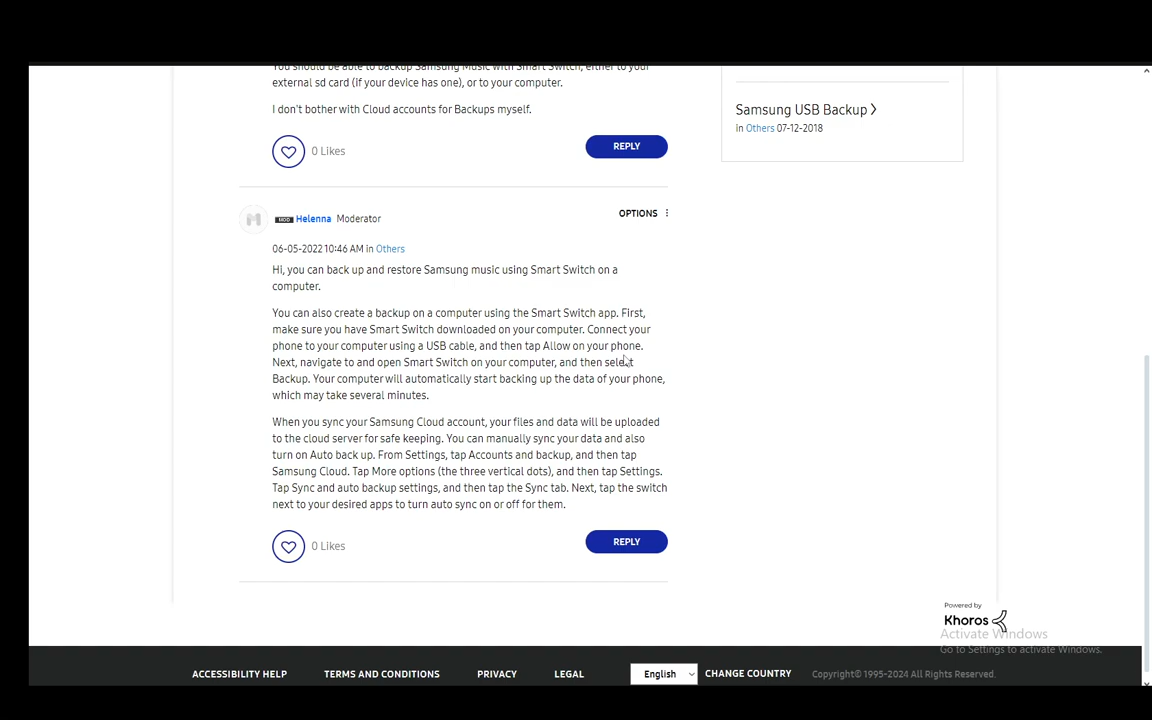 You should be able to backup Samsung Music with Smart Switch, either to your
external sd card (if your device has one), or to your computer.
I don't bother with Cloud accounts for Backups myself.
0 Likes
REPLY
Samsung USB Backup
in Others 07-12-2018
MOD Helenna Moderator
OPTIONS
06-05-2022 10:46 AM in Others
Hi, you can back up and restore Samsung music using Smart Switch on a
computer.
You can also create a backup on a computer using the Smart Switch app. First,
make sure you have Smart Switch downloaded on your computer. Connect your
phone to your computer using a USB cable, and then tap Allow on your phone.
Next, navigate to and open Smart Switch on your computer, and then select
Backup. Your computer will automatically start backing up the data of your phone,
which may take several minutes.
When you sync your Samsung Cloud account, your files and data will be uploaded
to the cloud server for safe keeping. You can manually sync your data and also
turn on Auto back up. From Settings, tap Accounts and backup, and then tap
Samsung Cloud. Tap More options (the three vertical dots), and then tap Settings.
Tap Sync and auto backup settings, and then tap the Sync tab. Next, tap the switch
next to your desired apps to turn auto sync on or off for them.
0 Likes
REPLY
Powered by
Khoros
Activate Windows
Go to Settings to activate Windows.
ACCESSIBILITY HELP
TERMS AND CONDITIONS
PRIVACY
LEGAL
English
CHANGE COUNTRY
Copyright© 1995-2024 All Rights Reserved.